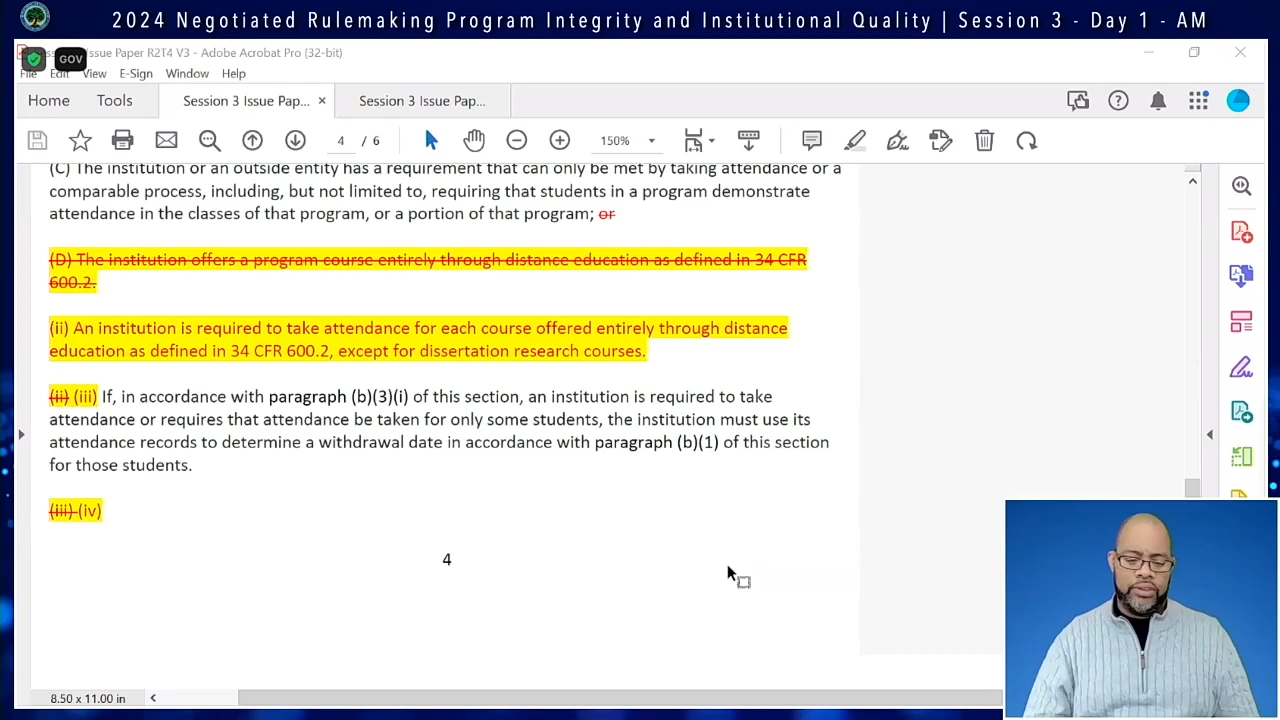 2024 Negotiated Rulemaking Program Integrity and Institutional Quality | Session 3 - Day 1 - AM
Issue Paper R2T4 V3 - Adobe Acrobat Pro (32-bit)
GOV
File Edit View E-Sign Window Help
Home Tools Session 3 Issue Pap... × Session 3 Issue Pap...
4 / 6 150%
(C) The institution or an outside entity has a requirement that can only be met by taking attendance or a
comparable process, including, but not limited to, requiring that students in a program demonstrate
attendance in the classes of that program, or a portion of that program; or
(D) The institution offers a program course entirely through distance education as defined in 34 CFR
600.2.
(ii) An institution is required to take attendance for each course offered entirely through distance
education as defined in 34 CFR 600.2, except for dissertation research courses.
(ii) (iii) If, in accordance with paragraph (b)(3)(i) of this section, an institution is required to take
attendance or requires that attendance be taken for only some students, the institution must use its
attendance records to determine a withdrawal date in accordance with paragraph (b)(1) of this section
for those students.
(iii) (iv)
4
8.50 x 11.00 in